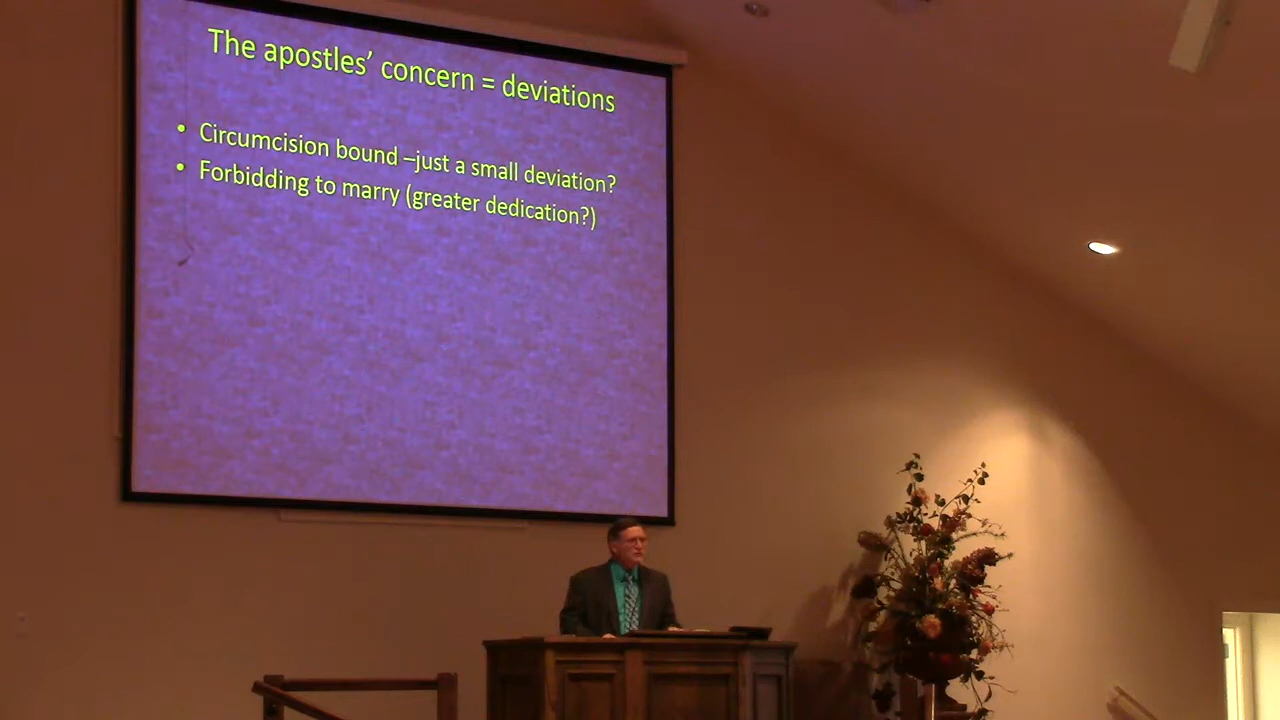 The apostles’ concern = deviations
• Circumcision bound –just a small deviation?
• Forbidding to marry (greater dedication?)